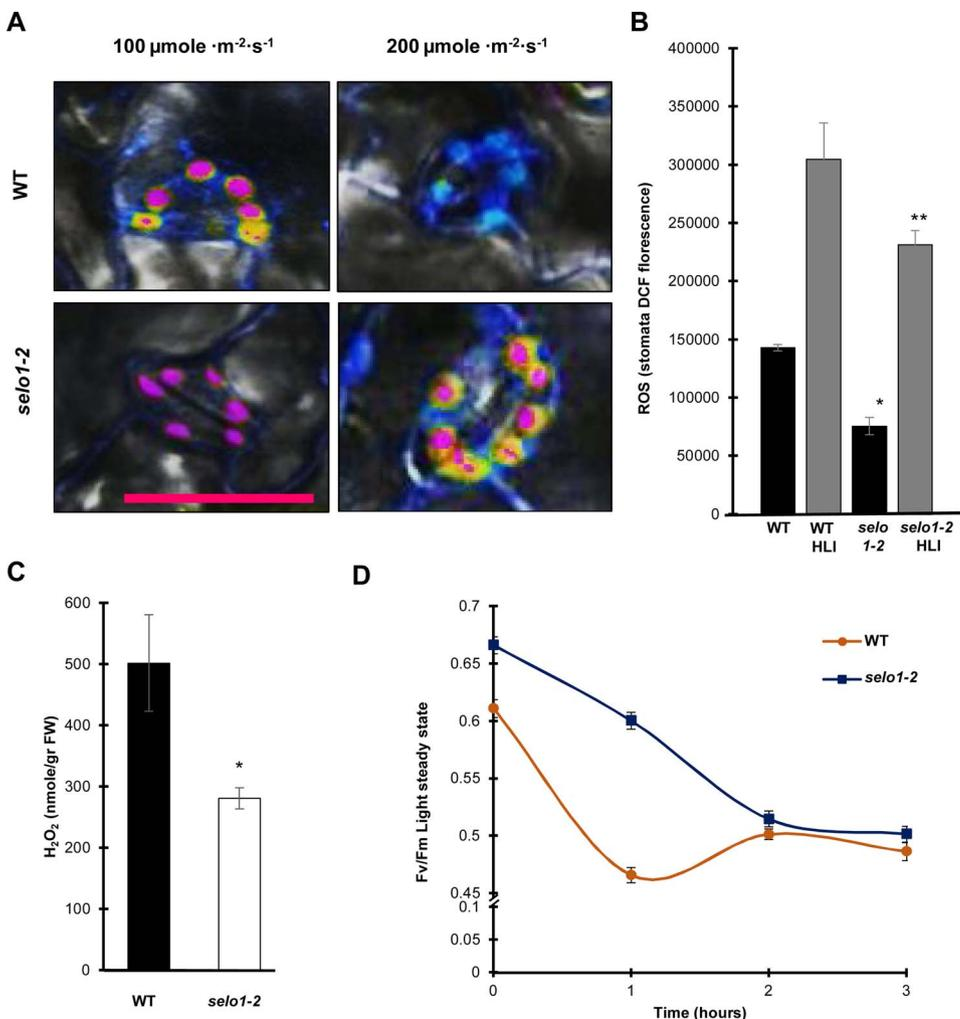 A
100 µmole ·m-2·s-1
200 µmole ·m-2·s-1
WT
selo1-2
B
ROS (stomata DCF florescence)
400000
350000
300000
250000
200000
150000
100000
50000
0
*
**
WT
WT
HLI
selo
1-2
selo1-2
HLI
C
H2O2 (nmole/gr FW)
600
500
400
300
200
100
0
*
WT
selo1-2
D
Fv/Fm Light steady state
0.7
0.65
0.6
0.55
0.5
0.45
0.1
0.05
0
0
1
2
3
Time (hours)
WT
selo1-2